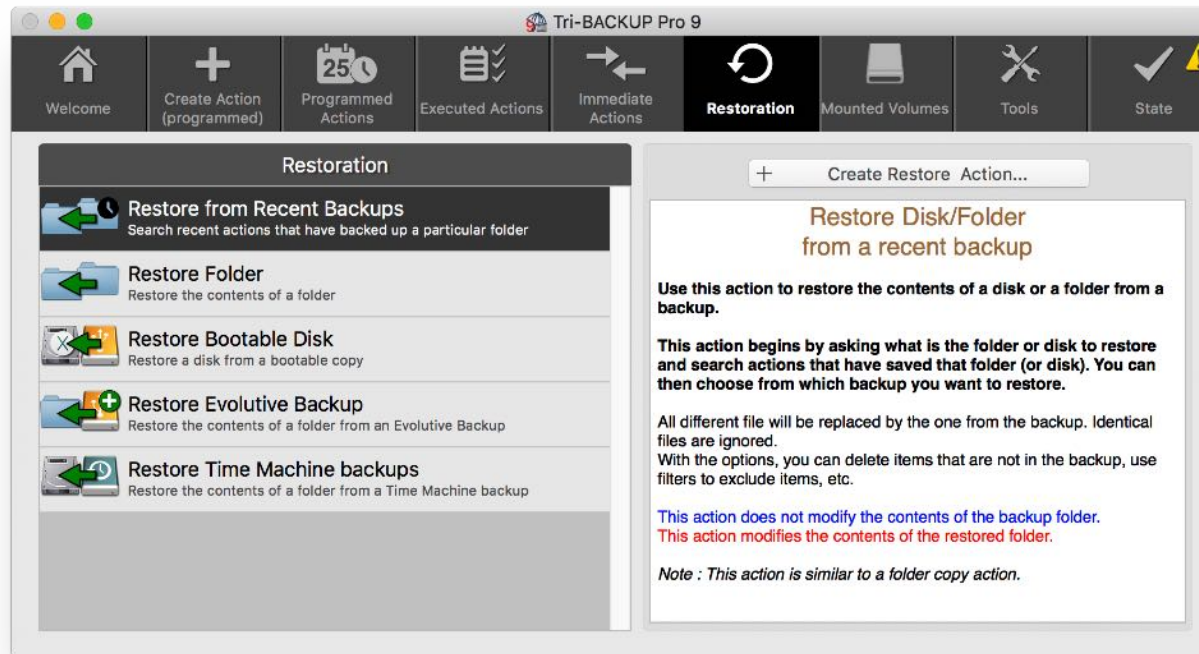 Tri-BACKUP Pro 9
Welcome
Create Action
(programmed)
25
Programmed
Actions
Executed Actions
Immediate
Actions
Restoration
Mounted Volumes
Tools
State
Restoration
Restore from Recent Backups
Search recent actions that have backed up a particular folder
Restore Folder
Restore the contents of a folder
Restore Bootable Disk
Restore a disk from a bootable copy
Restore Evolutive Backup
Restore the contents of a folder from an Evolutive Backup
Restore Time Machine backups
Restore the contents of a folder from a Time Machine backup
+ Create Restore Action...
Restore Disk/Folder
from a recent backup
Use this action to restore the contents of a disk or a folder from a
backup.
This action begins by asking what is the folder or disk to restore
and search actions that have saved that folder (or disk). You can
then choose from which backup you want to restore.
All different file will be replaced by the one from the backup. Identical
files are ignored.
With the options, you can delete items that are not in the backup, use
filters to exclude items, etc.
This action does not modify the contents of the backup folder.
This action modifies the contents of the restored folder.
Note : This action is similar to a folder copy action.